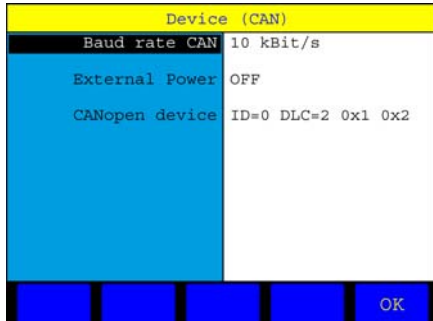 Device (CAN)
Baud rate CAN 10 kBit/s
External Power OFF
CANopen device ID=0 DLC=2 0x1 0x2
OK